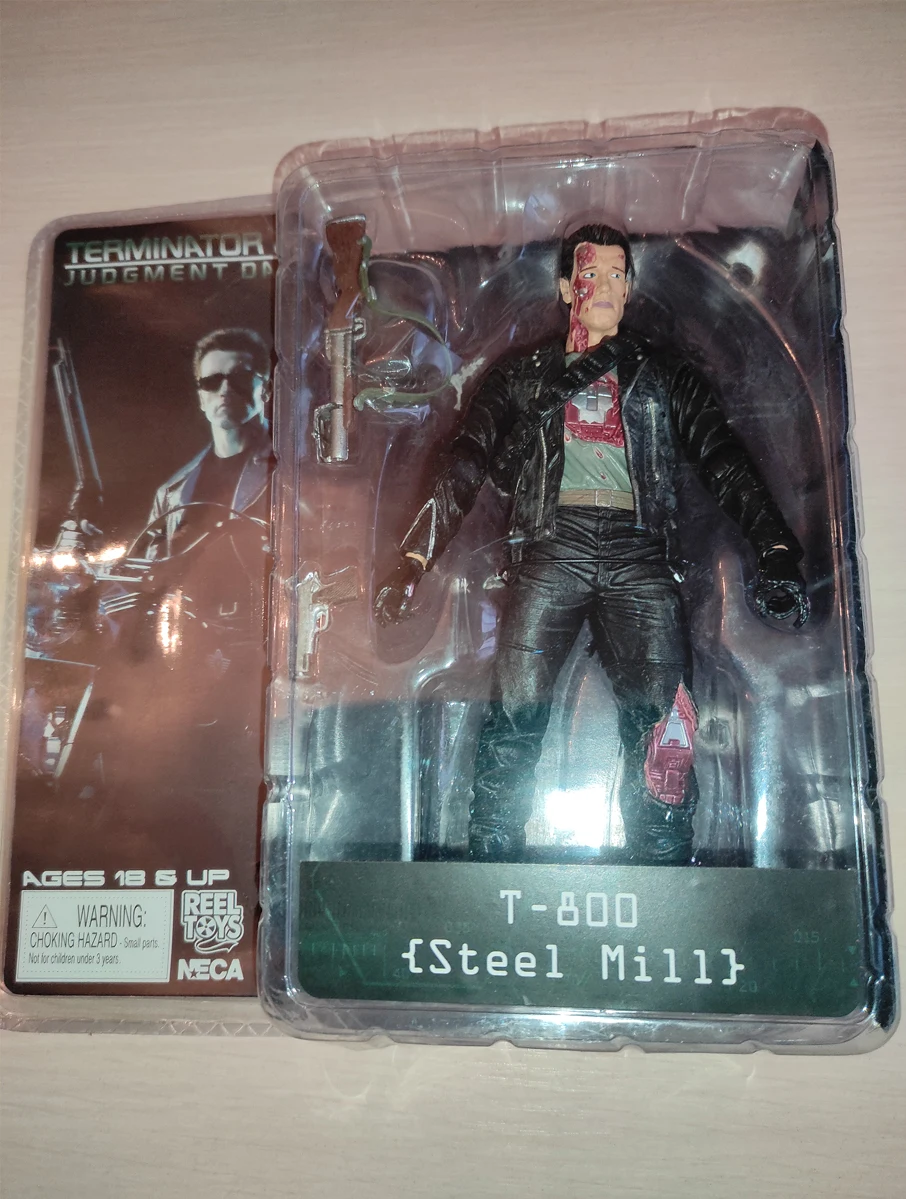 TERMINATOR
JUDGMENT DA
AGES 18 & UP
WARNING:
CHOKING HAZARD - Small parts.
Not for children under 3 years.
REEL
TOYS
NECA
T-800
{Steel Mill}